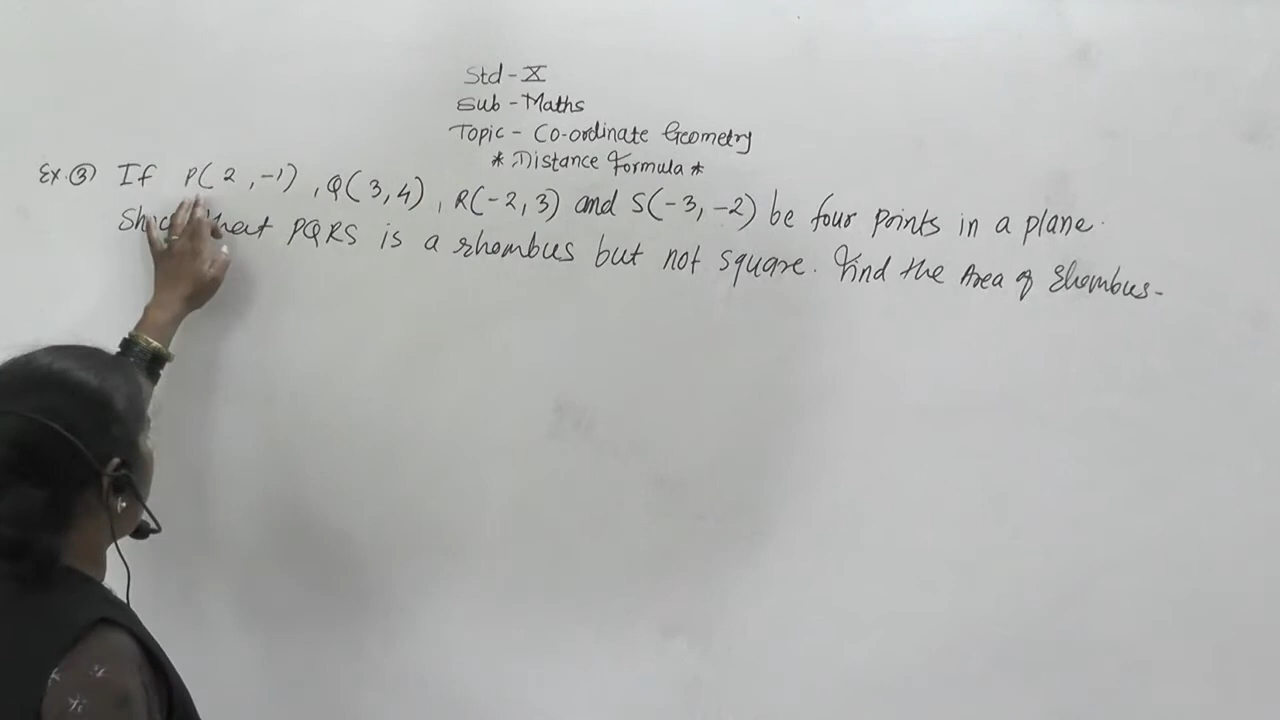 Std - X
Sub - Maths
Topic - Co-ordinate Geometry
* Distance Formula *
Ex. ③ If P(2, -1), Q(3, 4), R(-2, 3) and S(-3, -2) be four points in a plane.
PQRS is a rhombus but not square. Find the Area of rhombus.